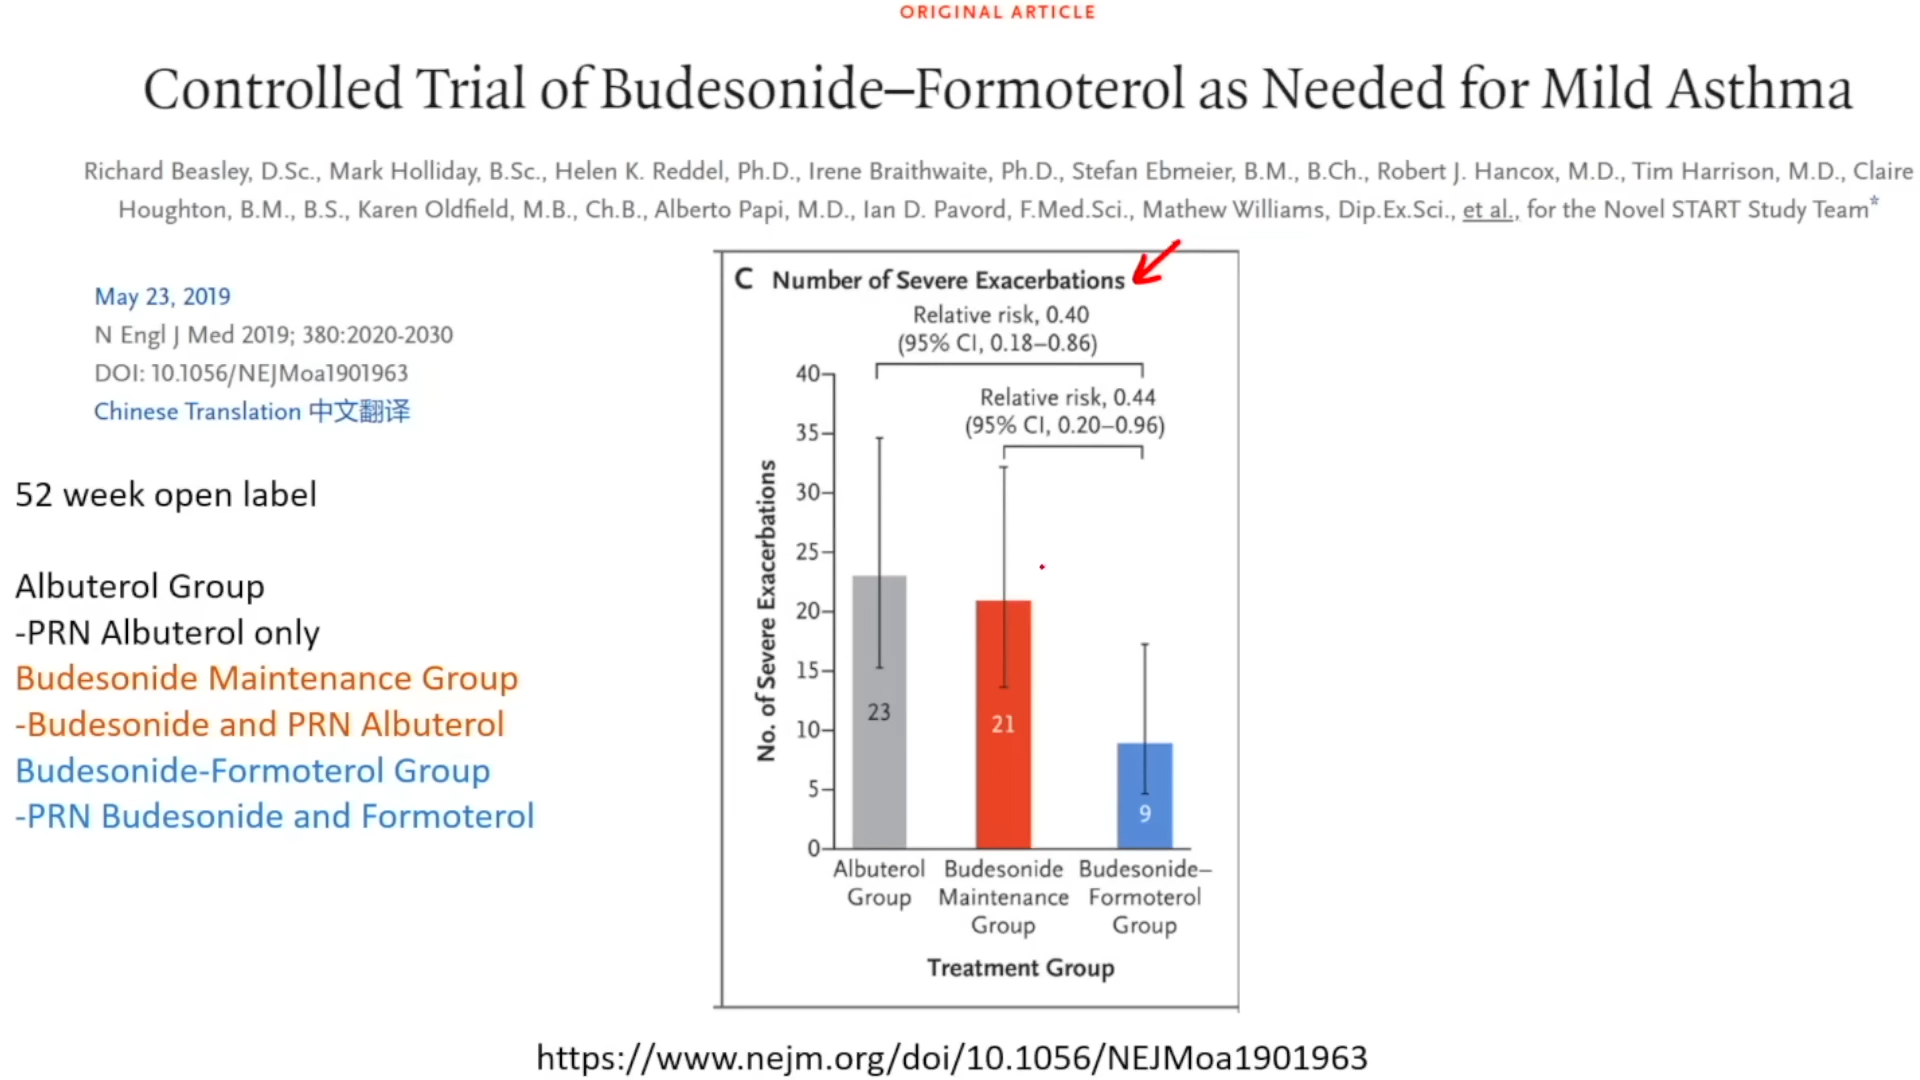 ORIGINAL ARTICLE
Controlled Trial of Budesonide–Formoterol as Needed for Mild Asthma
Richard Beasley, D.Sc., Mark Holliday, B.Sc., Helen K. Reddel, Ph.D., Irene Braithwaite, Ph.D., Stefan Ebmeier, B.M., B.Ch., Robert J. Hancox, M.D., Tim Harrison, M.D., Claire
Houghton, B.M., B.S., Karen Oldfield, M.B., Ch.B., Alberto Papi, M.D., Ian D. Pavord, F.Med.Sci., Mathew Williams, Dip.Ex.Sci., et al., for the Novel START Study Team*
May 23, 2019
N Engl J Med 2019; 380:2020-2030
DOI: 10.1056/NEJMoa1901963
Chinese Translation 中文翻译
52 week open label
Albuterol Group
-PRN Albuterol only
Budesonide Maintenance Group
-Budesonide and PRN Albuterol
Budesonide-Formoterol Group
-PRN Budesonide and Formoterol
C Number of Severe Exacerbations
Relative risk, 0.40
(95% CI, 0.18–0.86)
Relative risk, 0.44
(95% CI, 0.20–0.96)
No. of Severe Exacerbations
40
35
30
25
20
15
10
5
0
23
21
9
Albuterol
Group
Budesonide
Maintenance
Group
Budesonide–
Formoterol
Group
Treatment Group
https://www.nejm.org/doi/10.1056/NEJMoa1901963